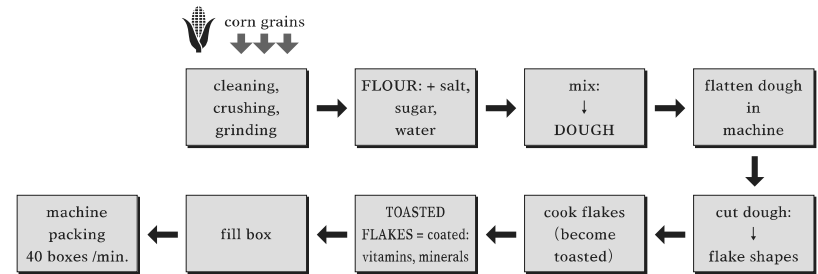 corn grains
cleaning,
crushing,
grinding
FLOUR: + salt,
sugar,
water
mix:
↓
DOUGH
flatten dough
in
machine
cut dough:
↓
flake shapes
cook flakes
(become
toasted)
TOASTED
FLAKES = coated:
vitamins, minerals
fill box
machine
packing
40 boxes /min.